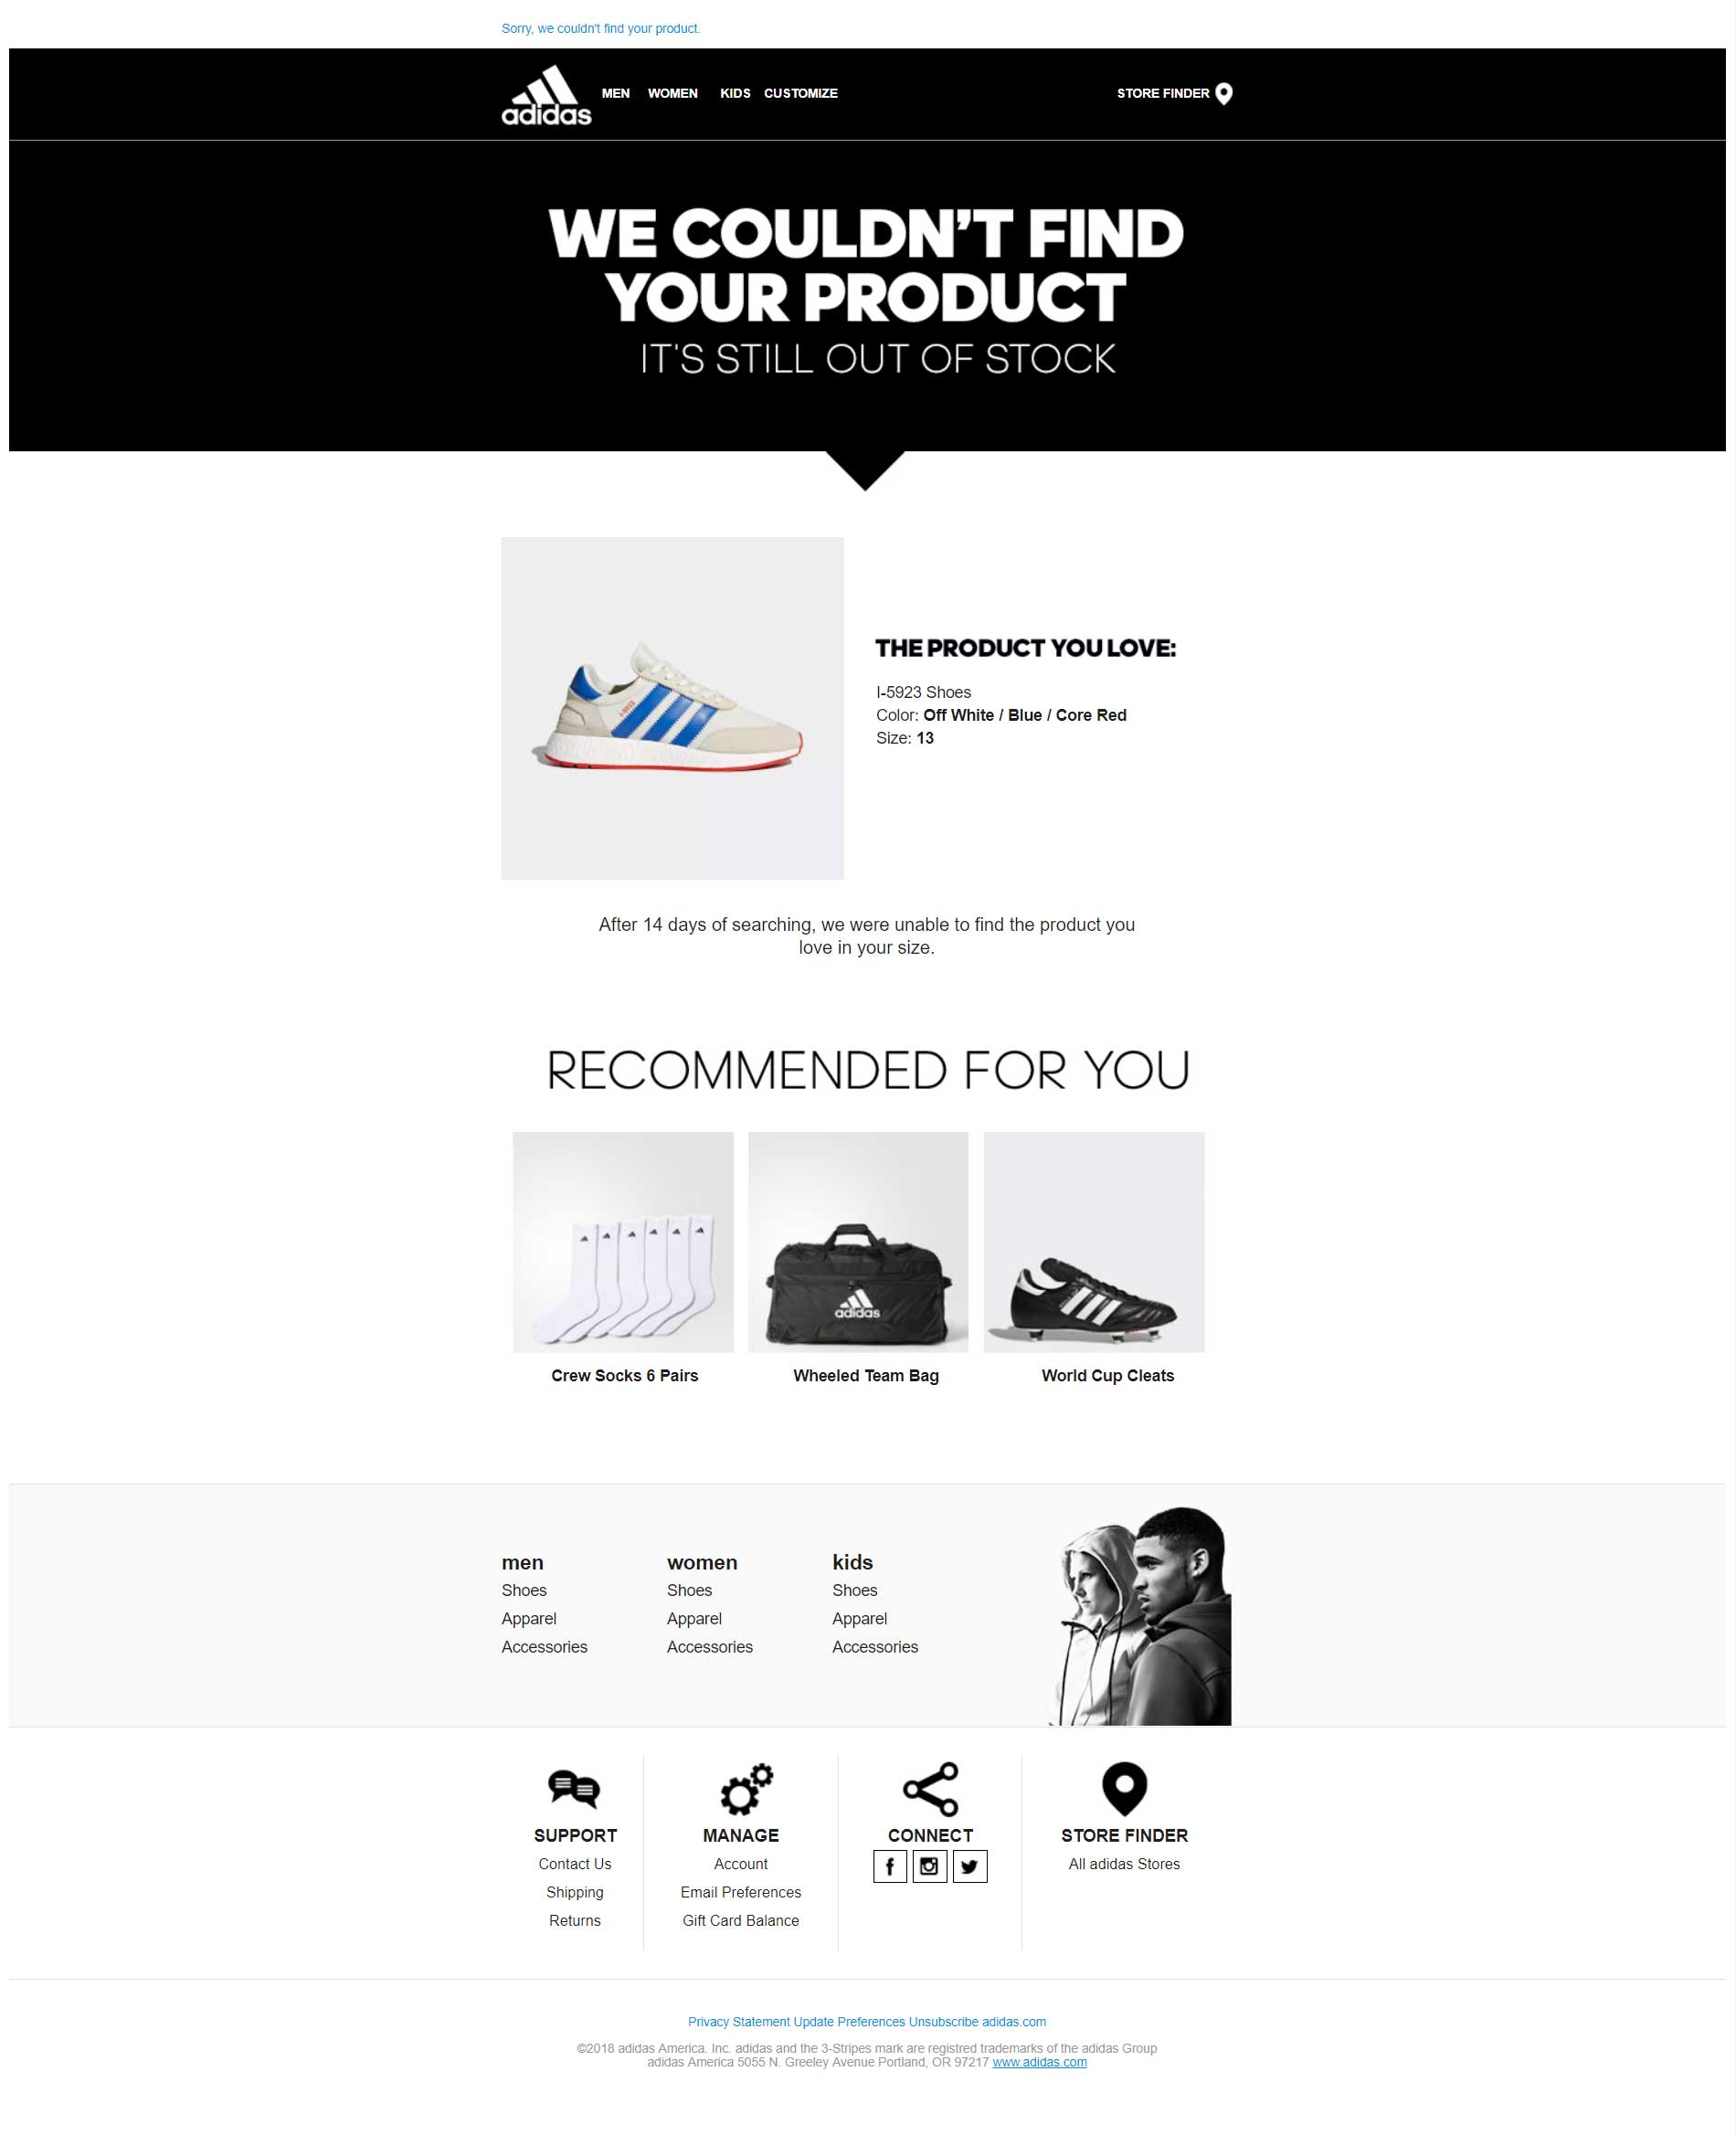 Sorry, we couldn't find your product.
adidas
MEN WOMEN KIDS CUSTOMIZE
STORE FINDER
WE COULDN'T FIND
YOUR PRODUCT
IT'S STILL OUT OF STOCK
THE PRODUCT YOU LOVE:
I-5923 Shoes
Color: Off White / Blue / Core Red
Size: 13
After 14 days of searching, we were unable to find the product you
love in your size.
RECOMMENDED FOR YOU
adidas
Crew Socks 6 Pairs
Wheeled Team Bag
World Cup Cleats
men
Shoes
Apparel
Accessories
women
Shoes
Apparel
Accessories
kids
Shoes
Apparel
Accessories
SUPPORT
Contact Us
Shipping
Returns
MANAGE
Account
Email Preferences
Gift Card Balance
CONNECT
STORE FINDER
All adidas Stores
Privacy Statement Update Preferences Unsubscribe adidas.com
©2018 adidas America. Inc. adidas and the 3-Stripes mark are registred trademarks of the adidas Group
adidas America 5055 N. Greeley Avenue Portland, OR 97217 www.adidas.com